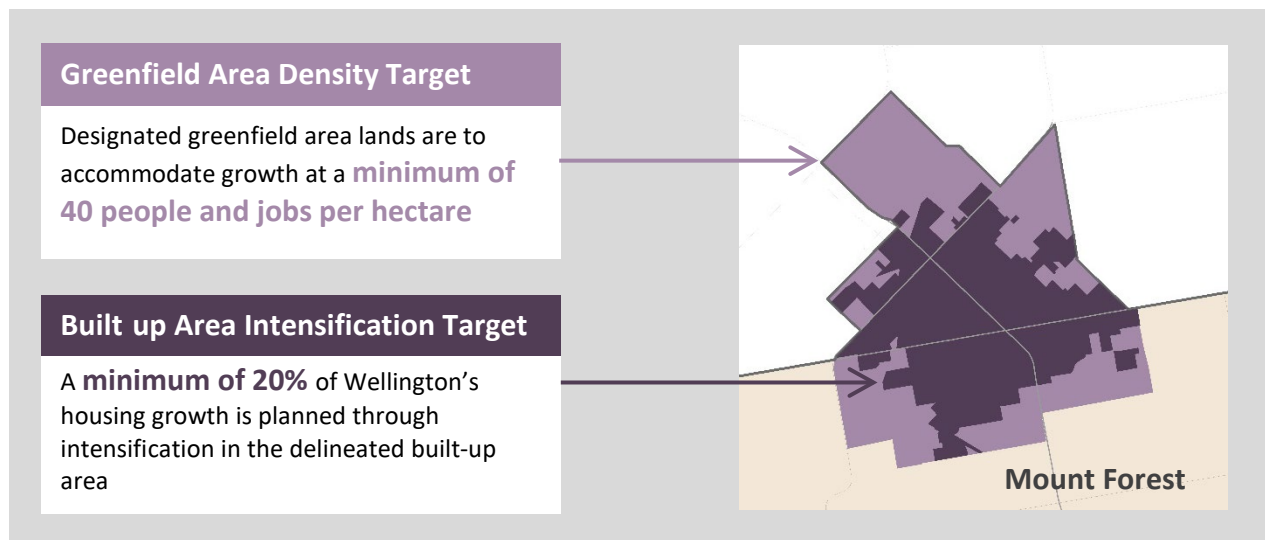 Greenfield Area Density Target
Designated greenfield area lands are to
accommodate growth at a minimum of
40 people and jobs per hectare
Built up Area Intensification Target
A minimum of 20% of Wellington’s
housing growth is planned through
intensification in the delineated built-up
area
Mount Forest